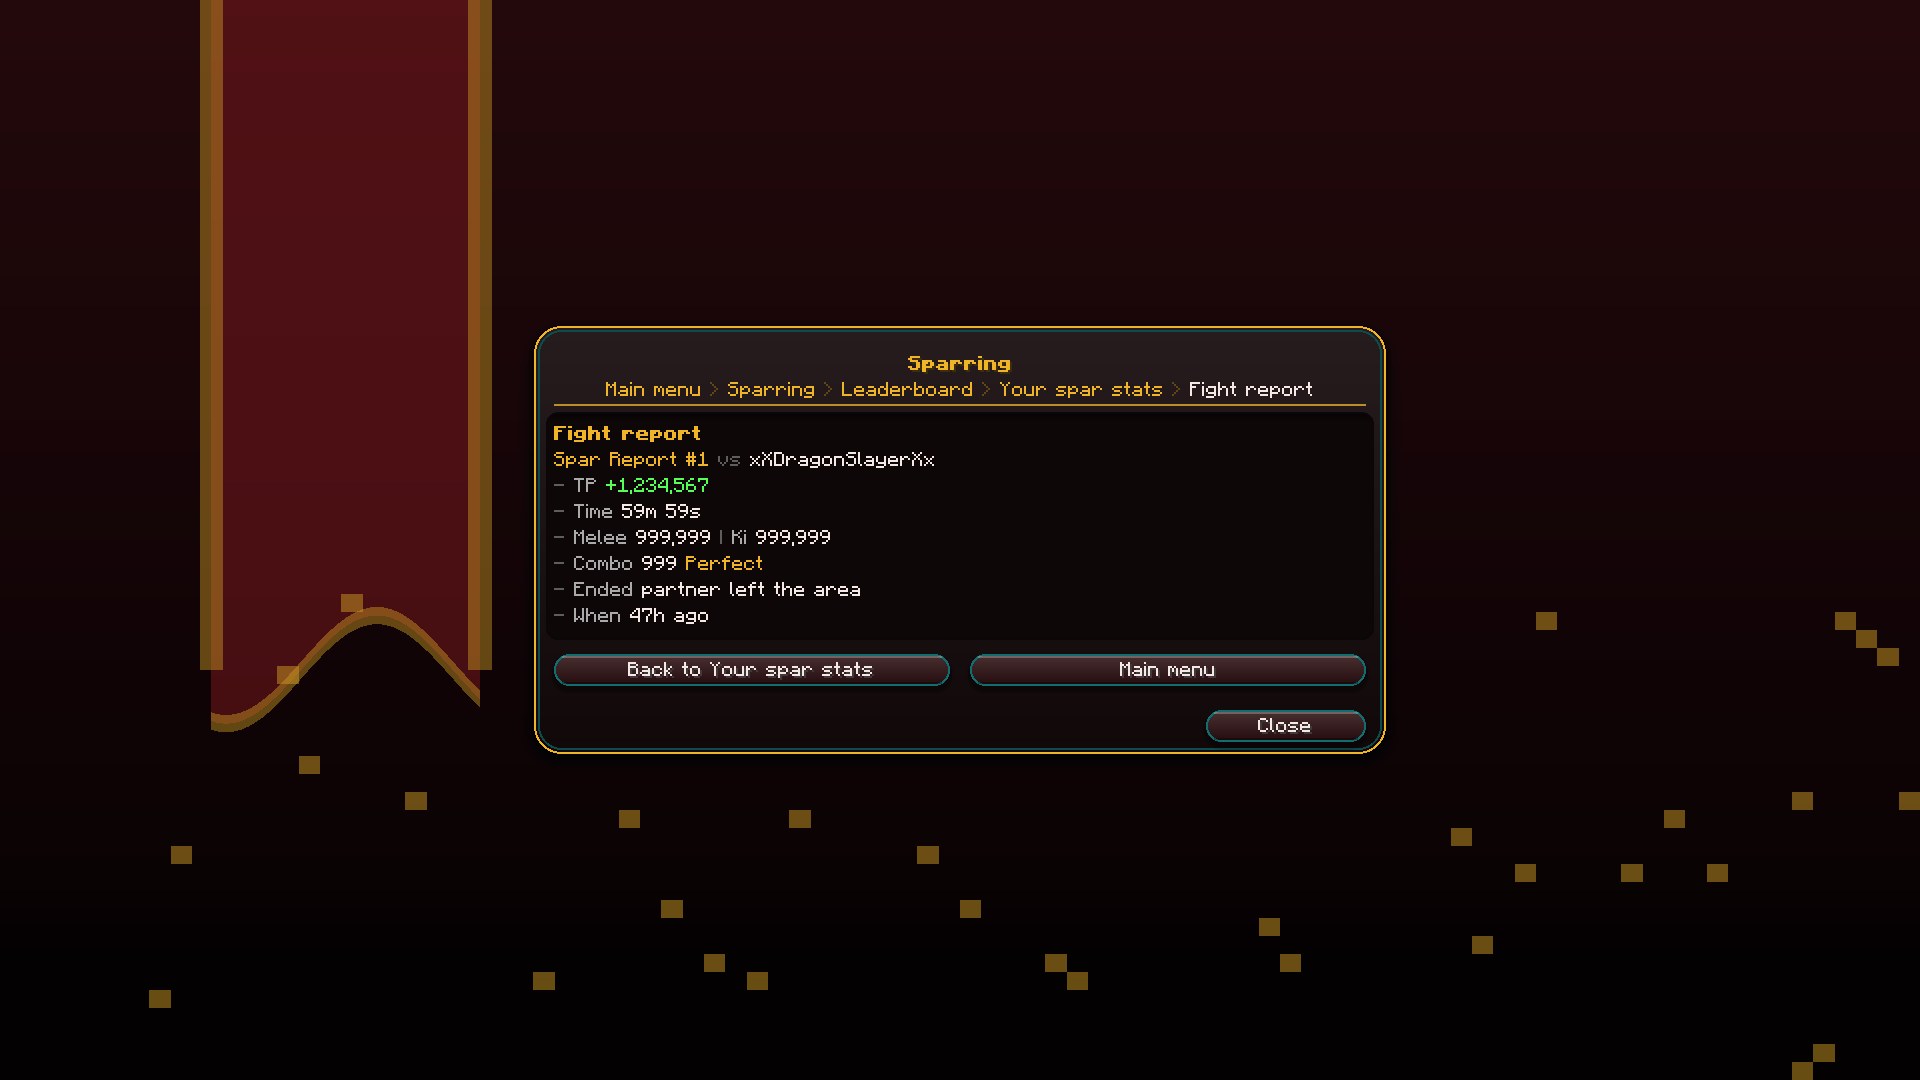 Sparring
Main menu > Sparring > Leaderboard > Your spar stats > Fight report
Fight report
Spar Report #1 vs xXDragonSlayerXx
- TP +1,234,567
- Time 59m 59s
- Melee 999,999 | Ki 999,999
- Combo 999 Perfect
- Ended partner left the area
- When 47h ago
Back to Your spar stats
Main menu
Close